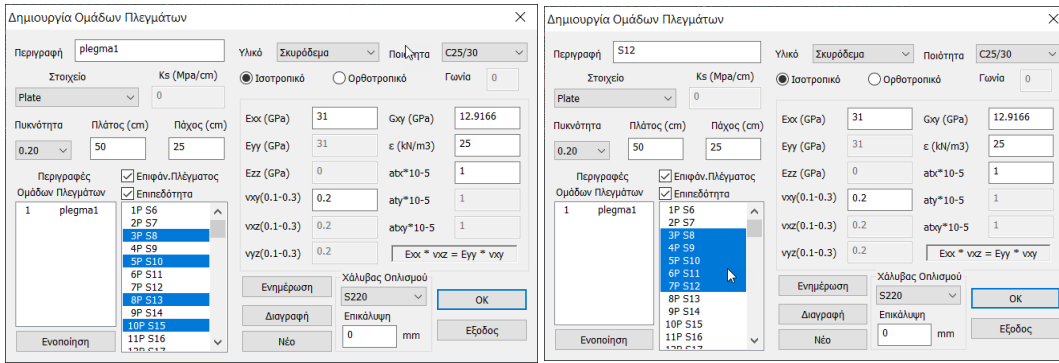 Δημιουργία Ομάδων Πλεγμάτων
Περιγραφή plegma1 Υλικό Σκυρόδεμα Ποιότητα C25/30
Στοιχείο Ks (Mpa/cm) Ισοτροπικό Ορθοτροπικό Γωνία 0
Plate 0
Πυκνότητα Πλάτος (cm) Πάχος (cm) Exx (GPa) 31 Gxy (GPa) 12.9166
0.20 50 25 Eyy (GPa) 31 ε (kN/m3) 25
Περιγραφές Επιφάν.Πλέγματος Ezz (GPa) 0 atx*10-5 1
Ομάδων Πλεγμάτων Επιπεδότητα vxy(0.1-0.3) 0.2 aty*10-5 1
1 plegma1 1P S6
2P S7 vxz(0.1-0.3) 0.2 atxy*10-5 1
3P S8
4P S9 vyz(0.1-0.3) 0.2 Exx * vxz = Eyy * vxy
5P S10
6P S11 Χάλυβας Οπλισμού
7P S12 Ενημέρωση S220 OK
8P S13
9P S14 Διαγραφή Επικάλυψη
10P S15 0 mm Εξοδος
Ενοποίηση 11P S16 Νέο
12P S17
Δημιουργία Ομάδων Πλεγμάτων
Περιγραφή S12 Υλικό Σκυρόδεμα Ποιότητα C25/30
Στοιχείο Ks (Mpa/cm) Ισοτροπικό Ορθοτροπικό Γωνία 0
Plate 0
Πυκνότητα Πλάτος (cm) Πάχος (cm) Exx (GPa) 31 Gxy (GPa) 12.9166
0.20 50 25 Eyy (GPa) 31 ε (kN/m3) 25
Περιγραφές Επιφάν.Πλέγματος Ezz (GPa) 0 atx*10-5 1
Ομάδων Πλεγμάτων Επιπεδότητα vxy(0.1-0.3) 0.2 aty*10-5 1
1 plegma1 1P S6
2P S7 vxz(0.1-0.3) 0.2 atxy*10-5 1
3P S8
4P S9 vyz(0.1-0.3) 0.2 Exx * vxz = Eyy * vxy
5P S10
6P S11 Χάλυβας Οπλισμού
7P S12 Ενημέρωση S220 OK
8P S13
9P S14 Διαγραφή Επικάλυψη
10P S15 0 mm Εξοδος
Ενοποίηση 11P S16 Νέο
12P S17